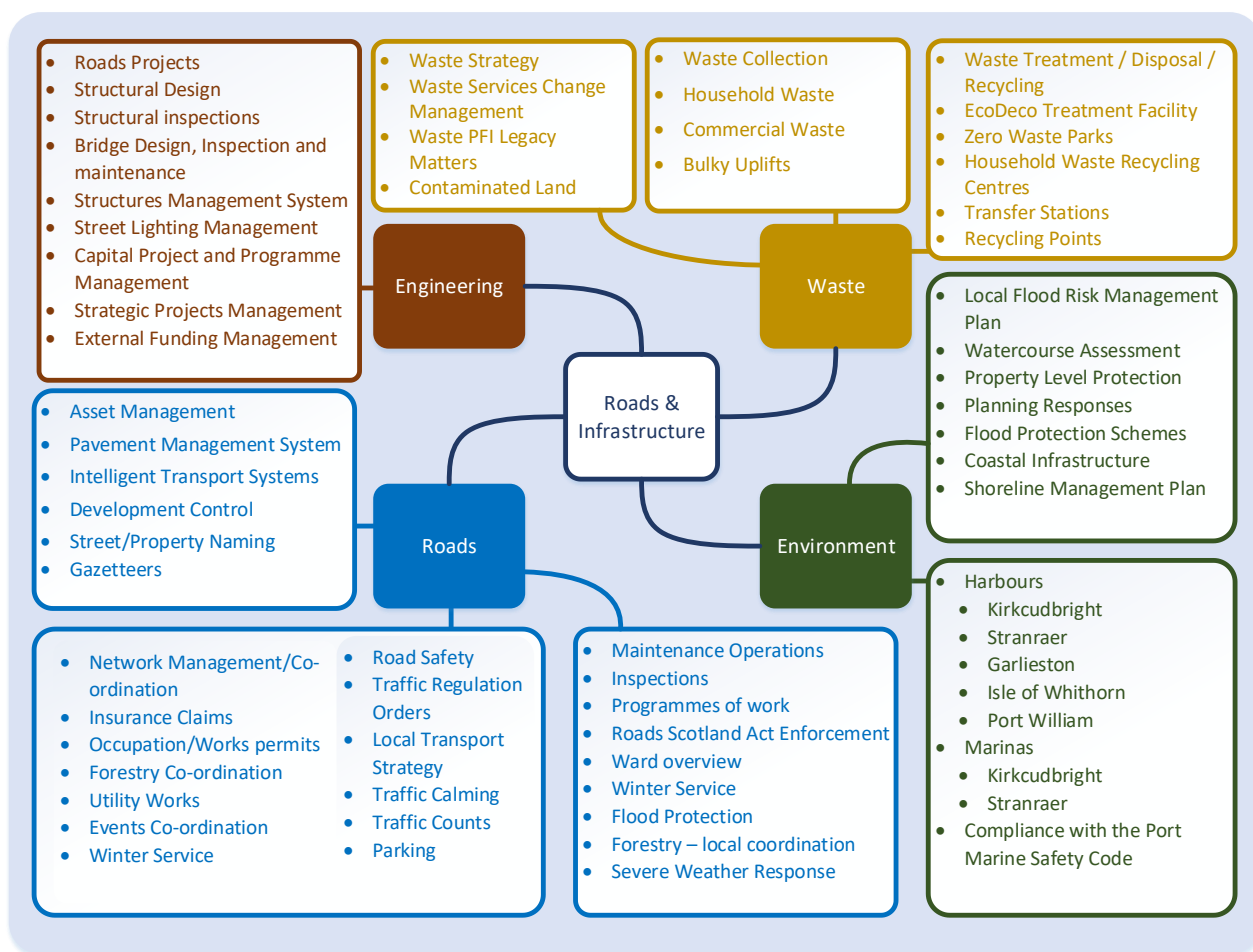 • Roads Projects
• Structural Design
• Structural inspections
• Bridge Design, Inspection and
maintenance
• Structures Management System
• Street Lighting Management
• Capital Project and Programme
Management
• Strategic Projects Management
• External Funding Management
• Waste Strategy
• Waste Services Change
Management
• Waste PFI Legacy
Matters
• Contaminated Land
• Waste Collection
• Household Waste
• Commercial Waste
• Bulky Uplifts
• Waste Treatment / Disposal /
Recycling
• EcoDeco Treatment Facility
• Zero Waste Parks
• Household Waste Recycling
Centres
• Transfer Stations
• Recycling Points
Engineering
Waste
Roads &
Infrastructure
• Local Flood Risk Management
Plan
• Watercourse Assessment
• Property Level Protection
• Planning Responses
• Flood Protection Schemes
• Coastal Infrastructure
• Shoreline Management Plan
• Asset Management
• Pavement Management System
• Intelligent Transport Systems
• Development Control
• Street/Property Naming
• Gazetteers
Roads
Environment
• Network Management/Co-
ordination
• Insurance Claims
• Occupation/Works permits
• Forestry Co-ordination
• Utility Works
• Events Co-Ordination
• Winter Service
• Road Safety
• Traffic Regulation
Orders
• Local Transport
Strategy
• Traffic Calming
• Traffic Counts
• Parking
• Maintenance Operations
• Inspections
• Programmes of work
• Roads Scotland Act Enforcement
• Ward overview
• Winter Service
• Flood Protection
• Forestry – local coordination
• Severe Weather Response
• Harbours
• Kirkcudbright
• Stranraer
• Garlieston
• Isle of Whithorn
• Port William
• Marinas
• Kirkcudbright
• Stranraer
• Compliance with the Port
Marine Safety Code